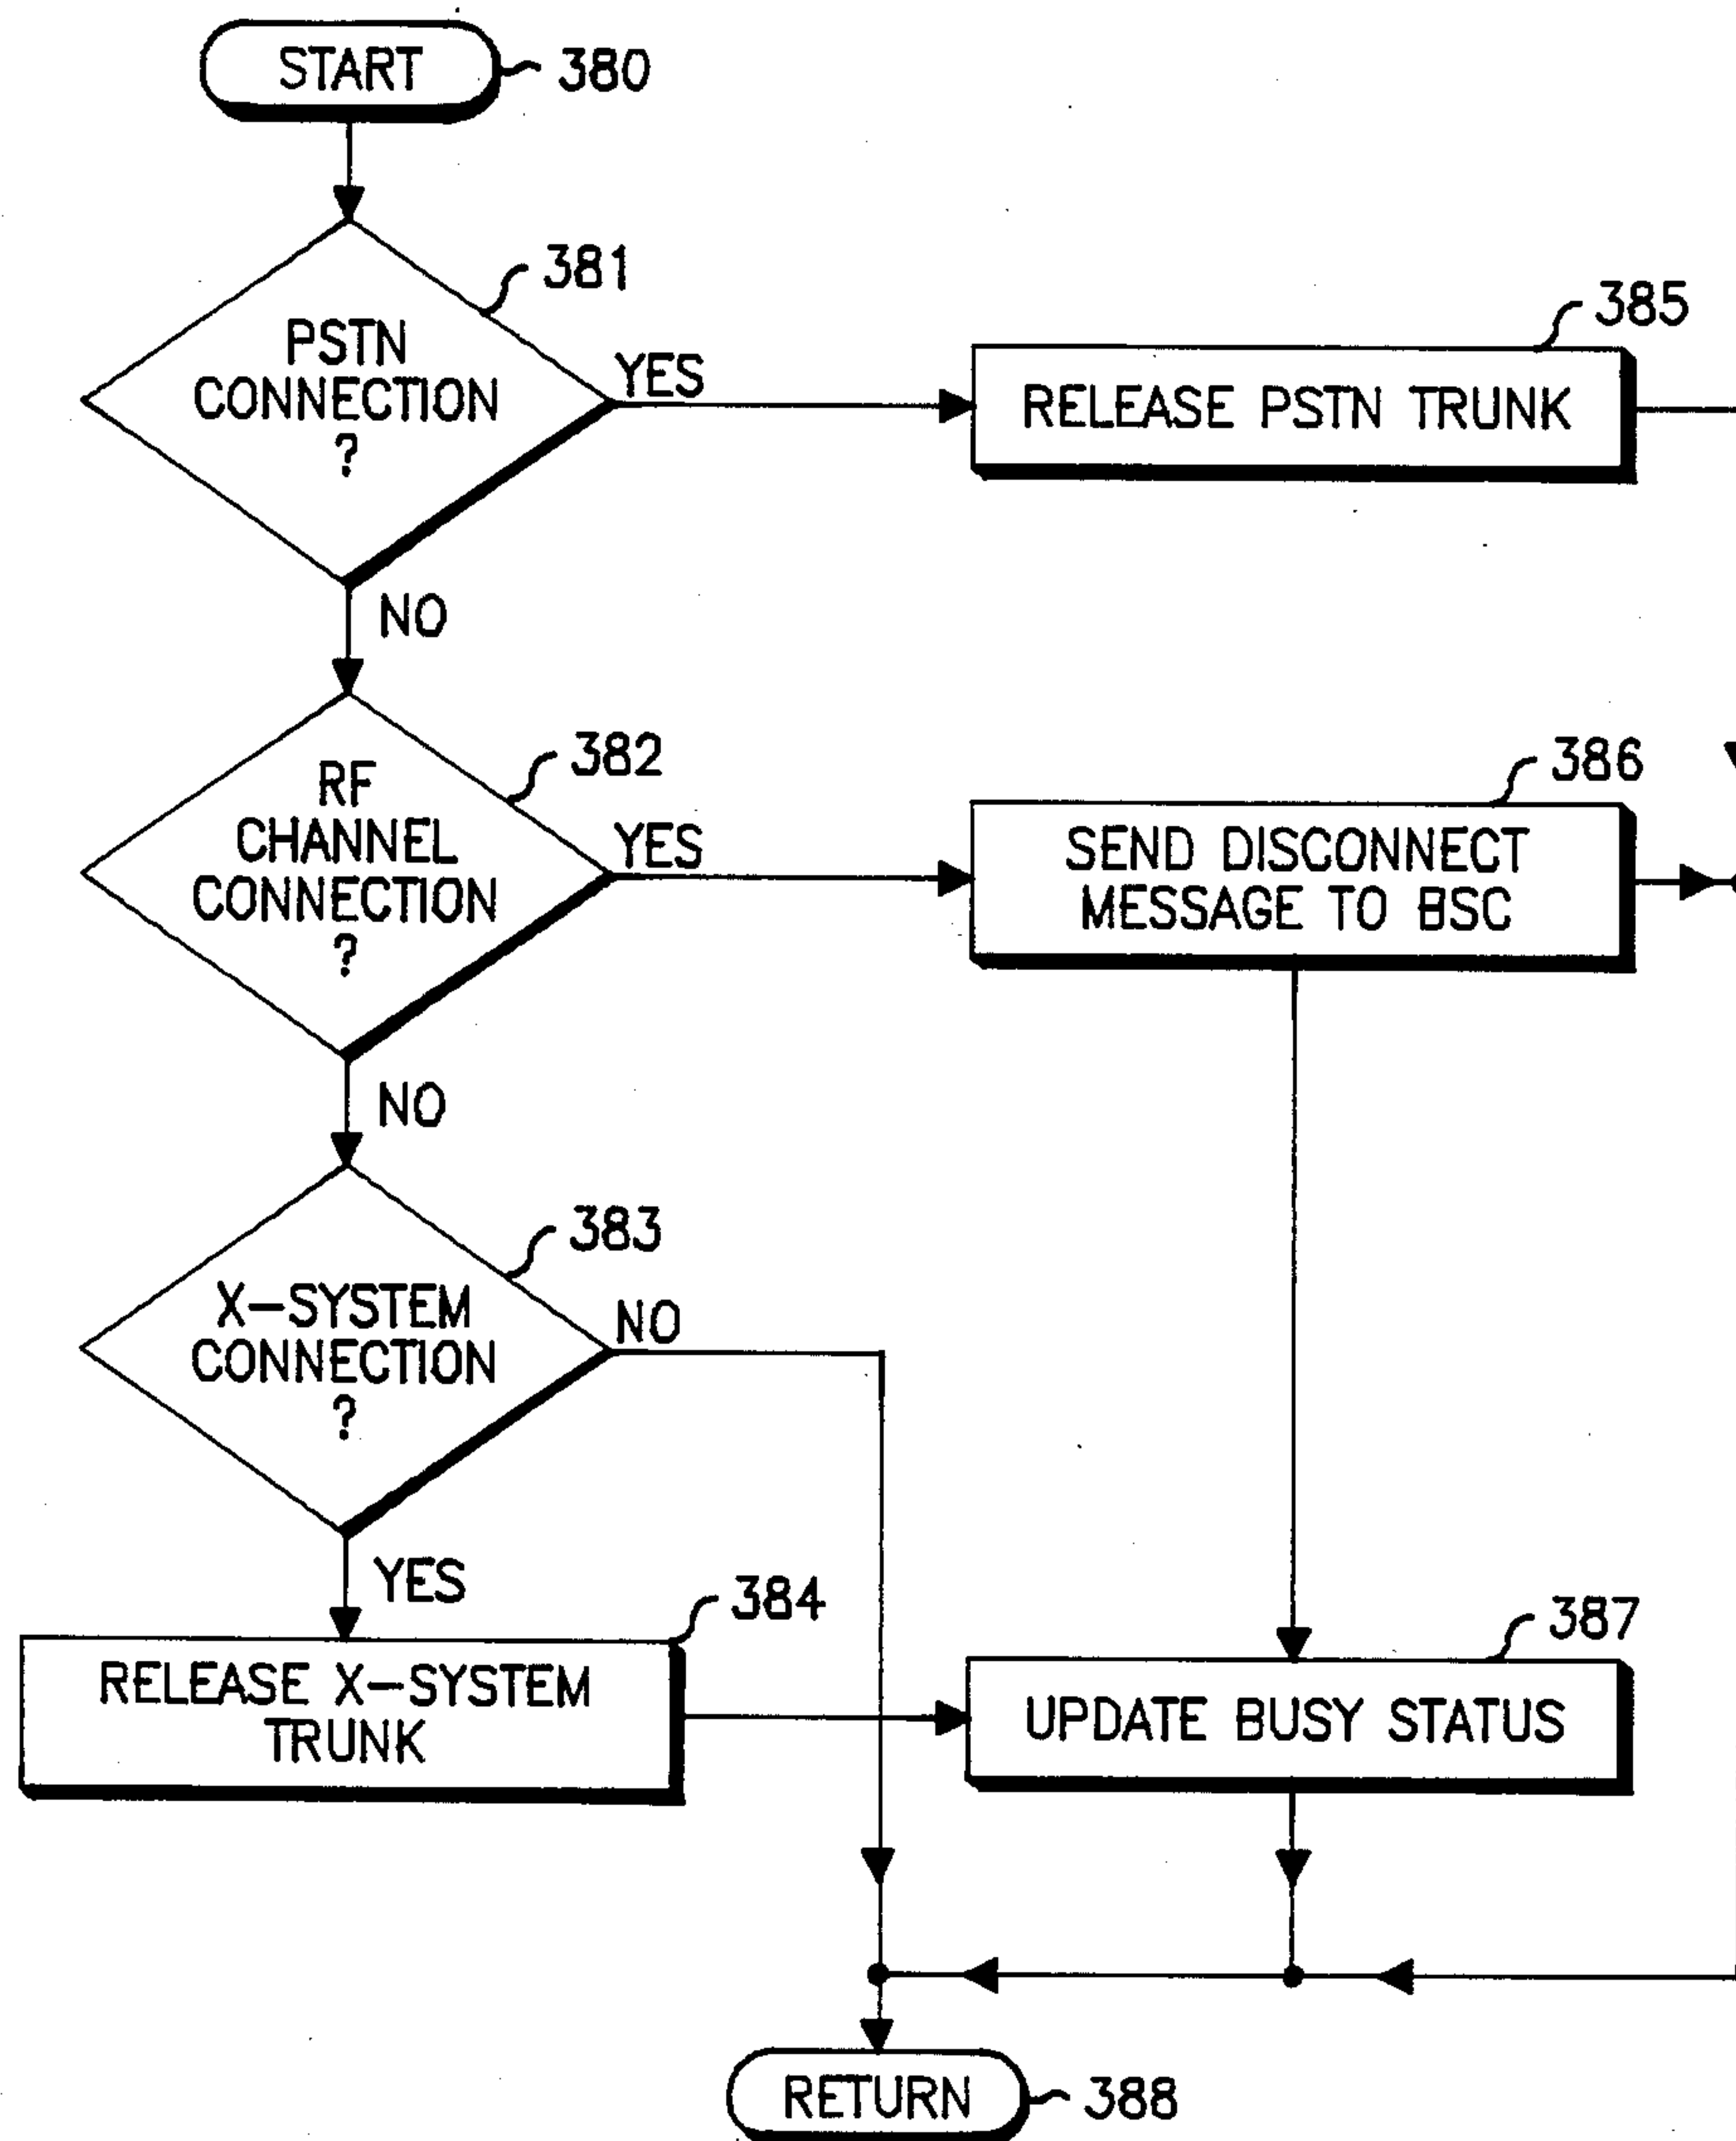 START
380
381
PSTN
CONNECTION
?
YES
385
RELEASE PSTN TRUNK
NO
382
RF
CHANNEL
CONNECTION
?
YES
386
SEND DISCONNECT
MESSAGE TO BSC
NO
383
X-SYSTEM
CONNECTION
?
NO
YES
384
RELEASE X-SYSTEM
TRUNK
387
UPDATE BUSY STATUS
RETURN
388